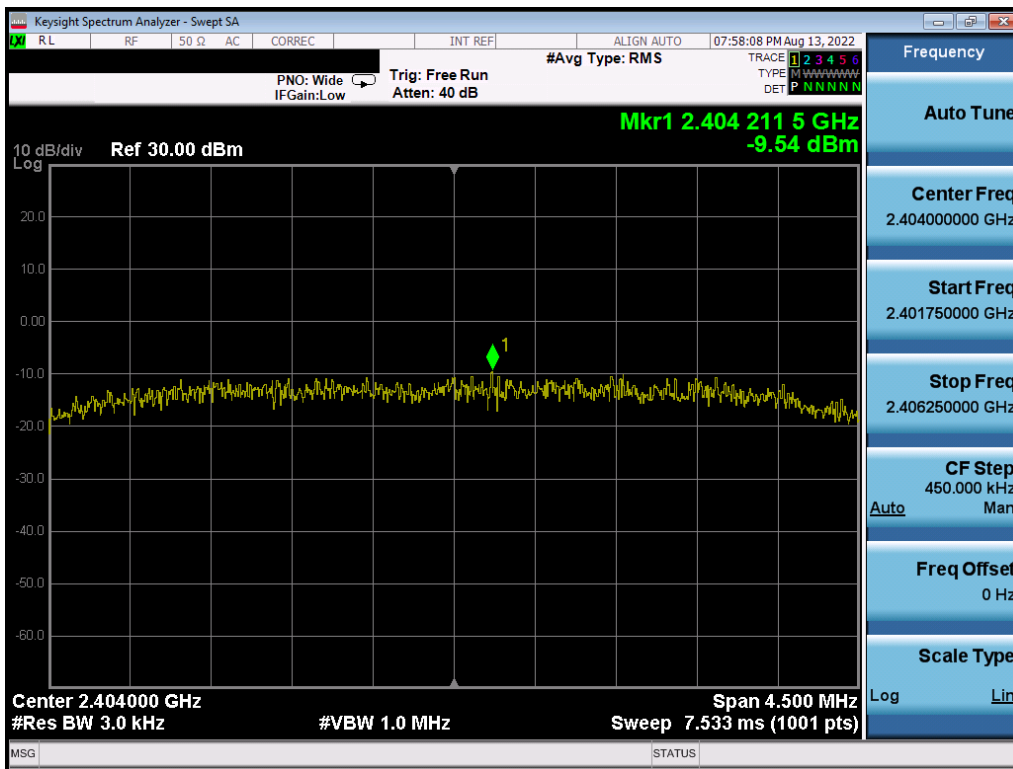 Keysight Spectrum Analyzer - Swept SA
LXI RL RF 50 Ω AC CORREC INT REF ALIGN AUTO 07:58:08 PM Aug 13, 2022
#Avg Type: RMS
TRACE 1 2 3 4 5 6
PNO: Wide Trig: Free Run
TYPE M W W W W W
IFGain:Low Atten: 40 dB
DET P N N N N N
Mkr1 2.404 211 5 GHz
-9.54 dBm
10 dB/div Ref 30.00 dBm
Log
20.0
10.0
0.00
1
-10.0
-20.0
-30.0
-40.0
-50.0
-60.0
Center 2.404000 GHz Span 4.500 MHz
#Res BW 3.0 kHz #VBW 1.0 MHz Sweep 7.533 ms (1001 pts)
MSG STATUS
Frequency
Auto Tune
Center Freq
2.404000000 GHz
Start Freq
2.401750000 GHz
Stop Freq
2.406250000 GHz
CF Step
450.000 kHz
Auto Man
Freq Offset
0 Hz
Scale Type
Log Lin